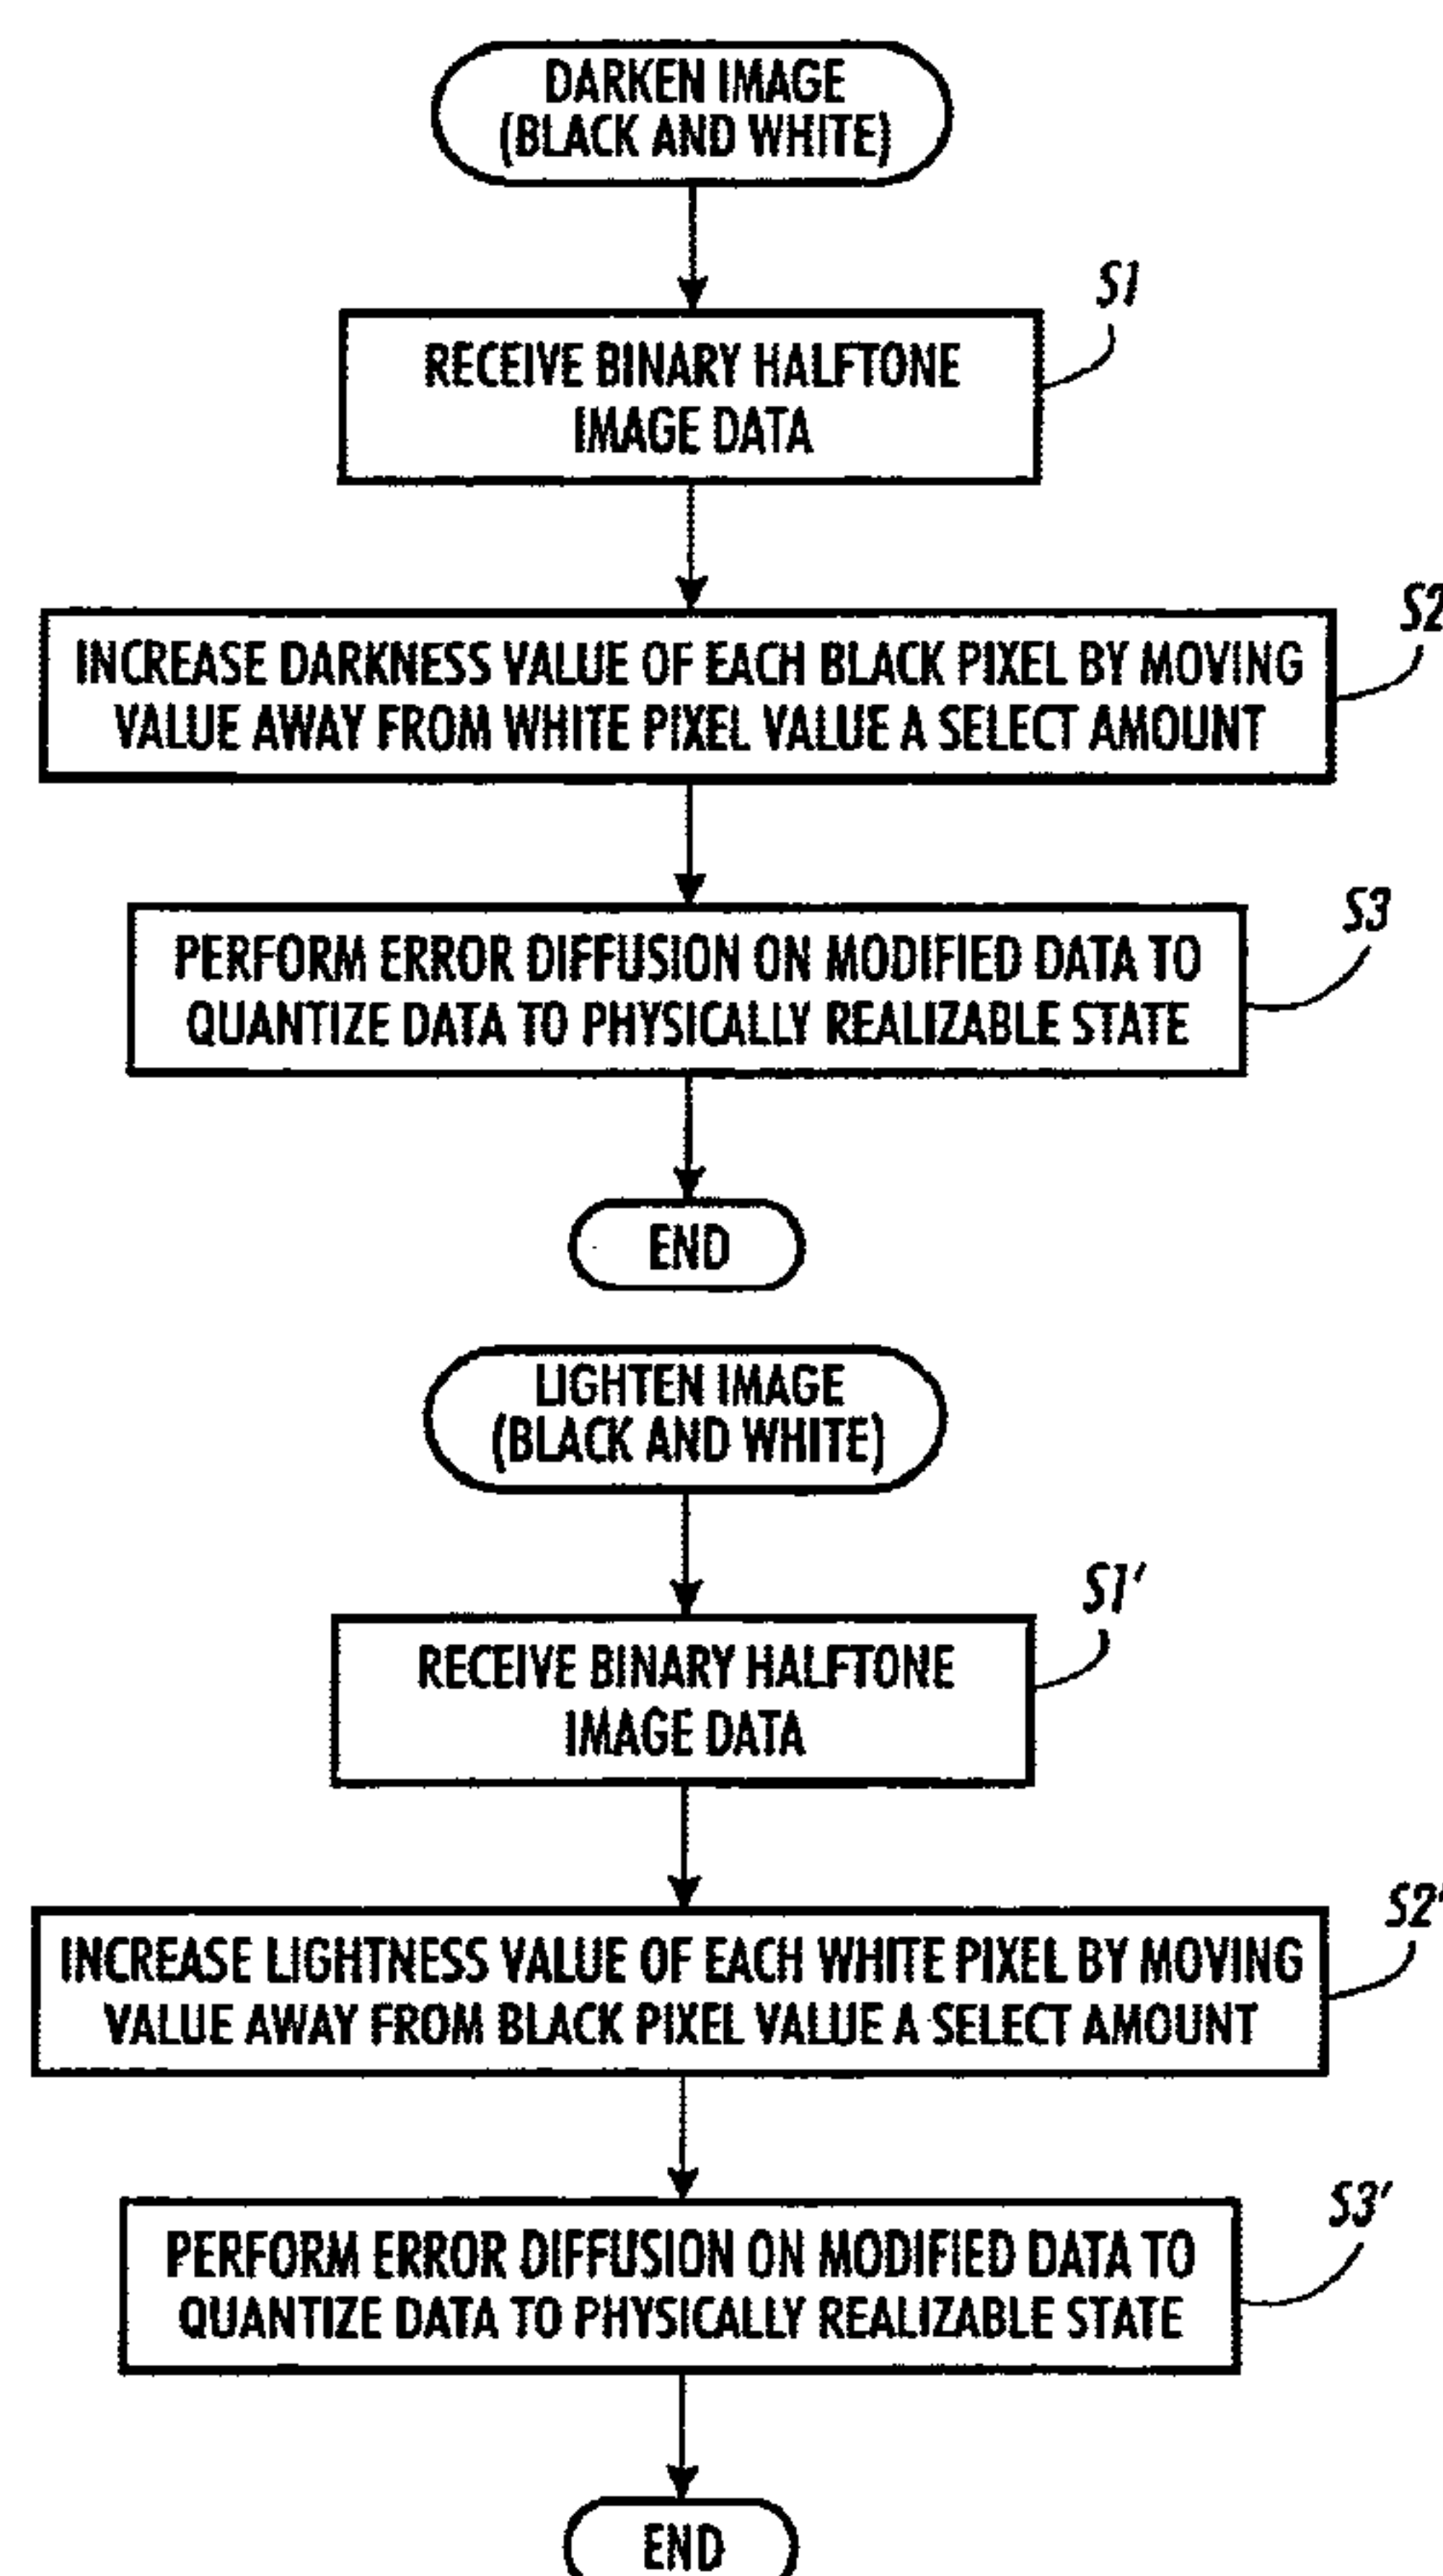 DARKEN IMAGE
(BLACK AND WHITE)
S1
RECEIVE BINARY HALFTONE
IMAGE DATA
S2
INCREASE DARKNESS VALUE OF EACH BLACK PIXEL BY MOVING
VALUE AWAY FROM WHITE PIXEL VALUE A SELECT AMOUNT
S3
PERFORM ERROR DIFFUSION ON MODIFIED DATA TO
QUANTIZE DATA TO PHYSICALLY REALIZABLE STATE
END
LIGHTEN IMAGE
(BLACK AND WHITE)
S1'
RECEIVE BINARY HALFTONE
IMAGE DATA
S2'
INCREASE LIGHTNESS VALUE OF EACH WHITE PIXEL BY MOVING
VALUE AWAY FROM BLACK PIXEL VALUE A SELECT AMOUNT
S3'
PERFORM ERROR DIFFUSION ON MODIFIED DATA TO
QUANTIZE DATA TO PHYSICALLY REALIZABLE STATE
END